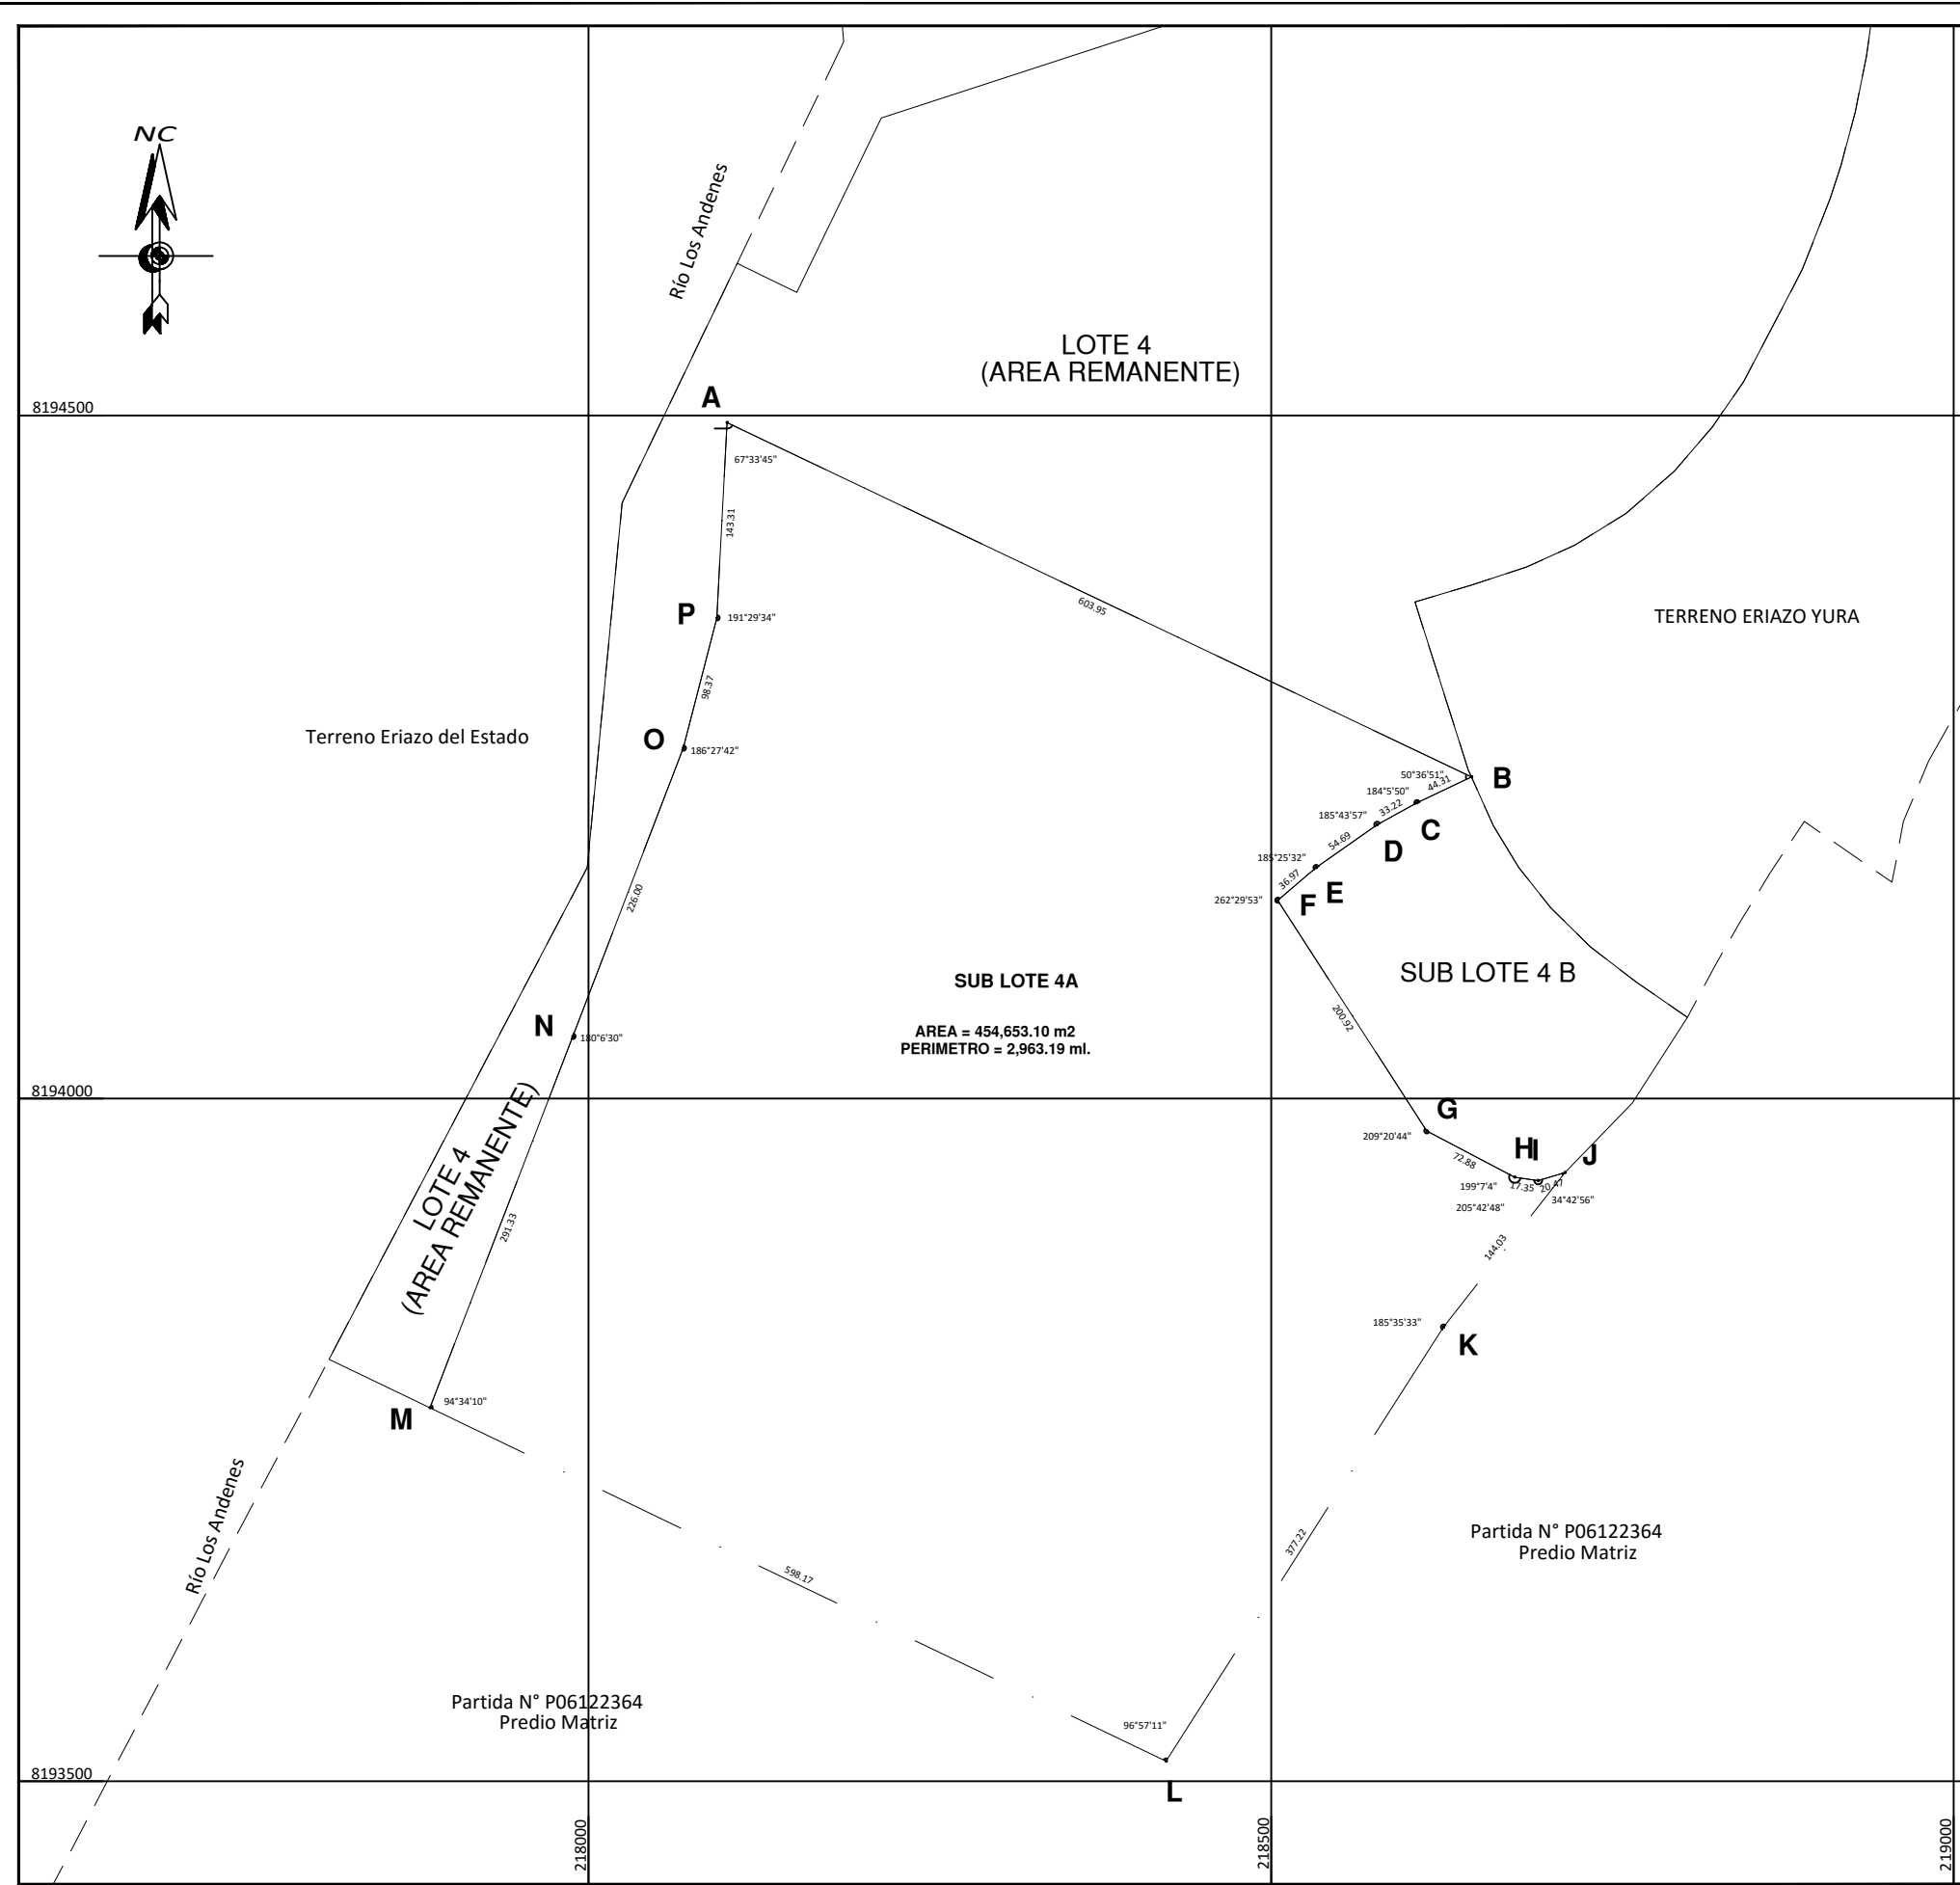 NC
Río Los Andenes
LOTE 4
(AREA REMANENTE)
8194500
A
67°33'45"
143.31
603.95
P
191°29'34"
TERRENO ERIAZO YURA
98.37
Terreno Eriazo del Estado
O
186°27'42"
50°36'51"
B
44.31
184°5'50"
33.22
C
185°43'57"
D
54.69
185°25'32"
E
36.97
262°29'53"
F
226.00
SUB LOTE 4A
SUB LOTE 4 B
AREA = 454,653.10 m2
PERIMETRO = 2,963.19 ml.
200.92
N
180°6'30"
8194000
G
209°20'44"
72.88
H
I
J
199°7'4"
17.35
20.47
34°42'56"
205°42'48"
LOTE 4
(AREA REMANENTE)
291.33
144.03
185°35'33"
K
M
94°34'10"
Río Los Andenes
377.22
Partida N° P06122364
Predio Matriz
598.17
Partida N° P06122364
Predio Matriz
96°57'11"
L
8193500
218000
218500
219000